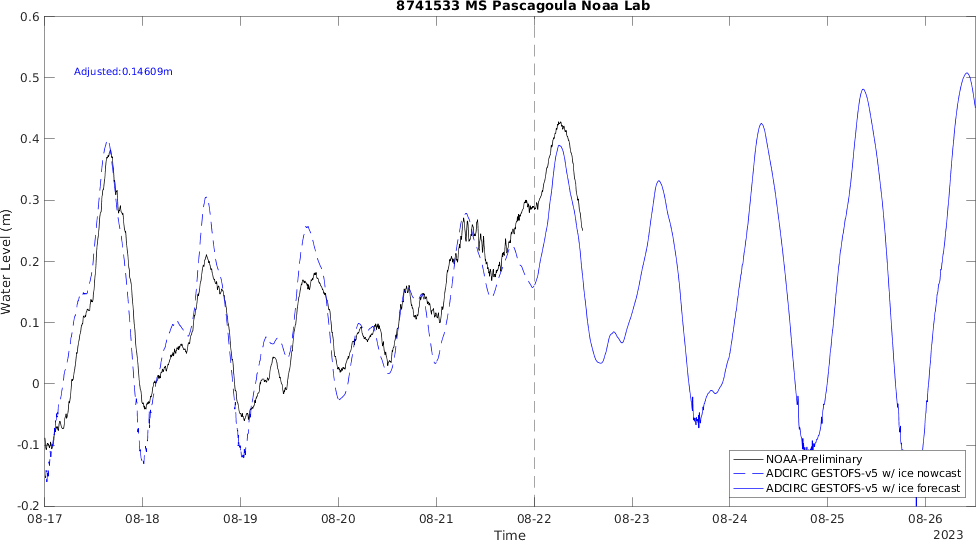 8741533 MS Pascagoula Noaa Lab
0.6
0.5
0.4
0.3
0.2
0.1
0
-0.1
-0.2
Water Level (m)
Adjusted:0.14609m
NOAA-Preliminary
ADCIRC GESTOFS-v5 w/ ice nowcast
ADCIRC GESTOFS-v5 w/ ice forecast
08-17 08-18 08-19 08-20 08-21 08-22 08-23 08-24 08-25 08-26
Time
2023